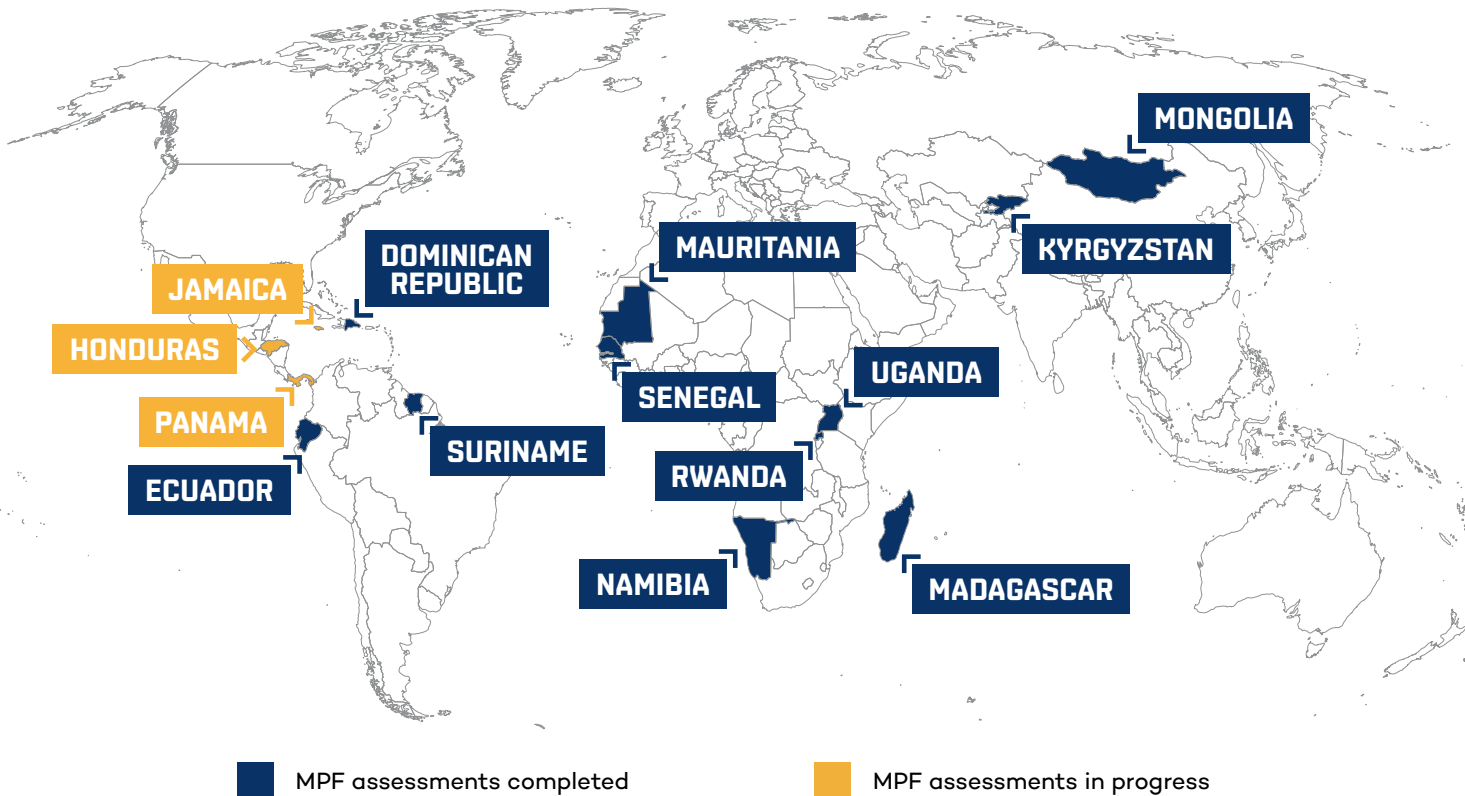 MONGOLIA
DOMINICAN
REPUBLIC
MAURITANIA
KYRGYZSTAN
JAMAICA
HONDURAS
UGANDA
SENEGAL
PANAMA
SURINAME
RWANDA
ECUADOR
NAMIBIA
MADAGASCAR
MPF assessments completed
MPF assessments in progress